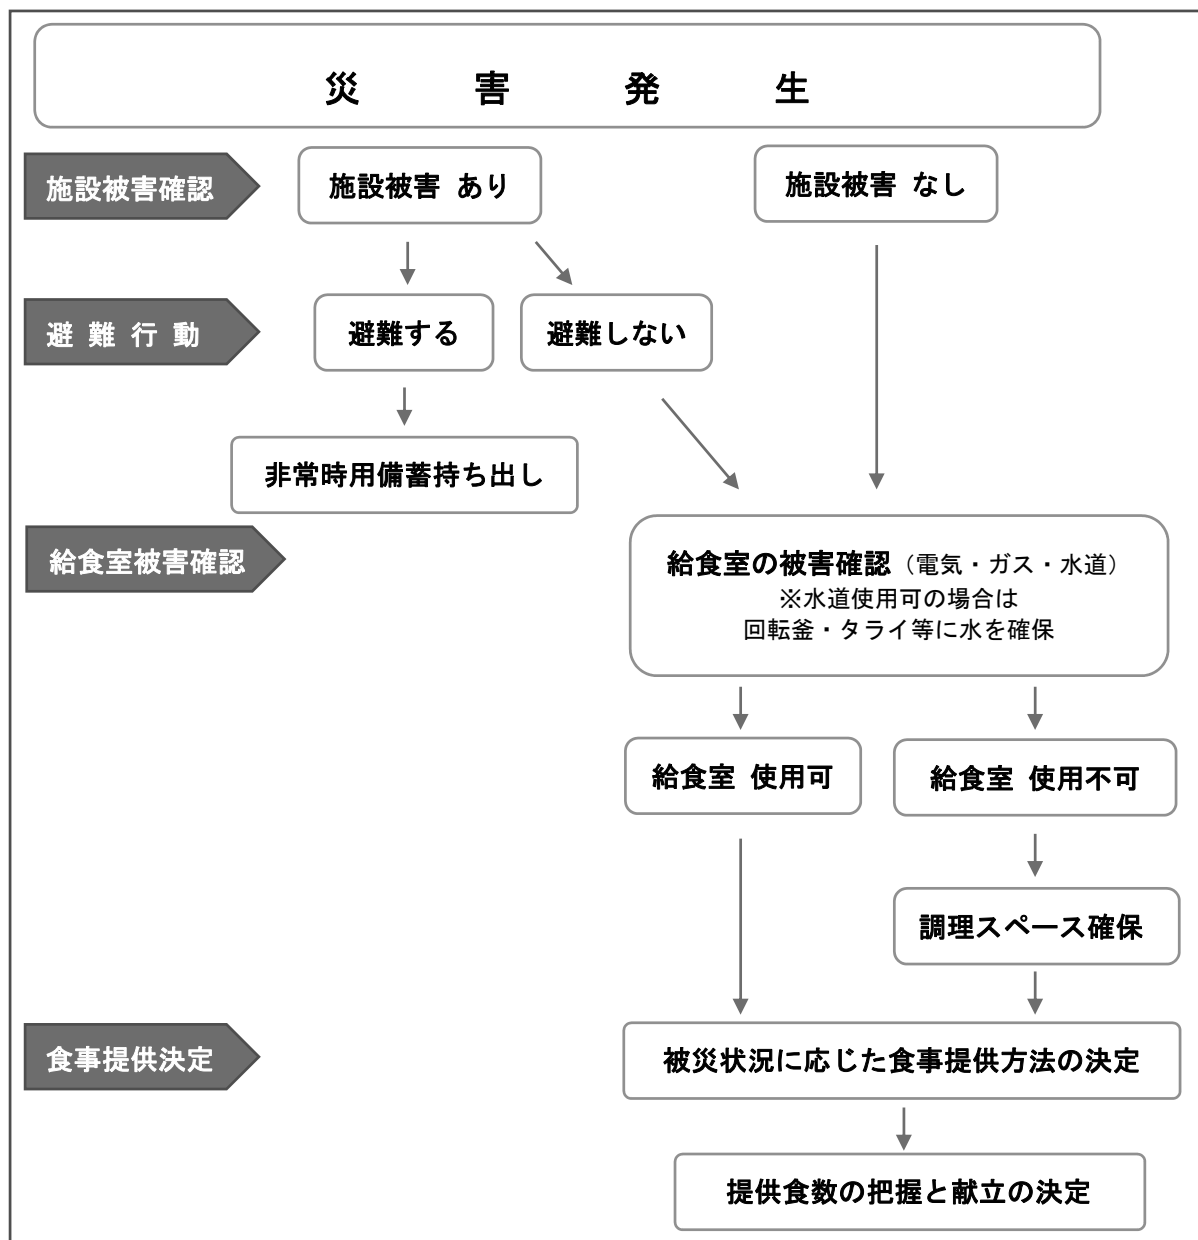 災 害 発 生
施設被害確認
施設被害 あり
施設被害 なし
避 難 行 動
避難する
避難しない
非常時用備蓄持ち出し
給食室被害確認
給食室の被害確認（電気・ガス・水道）
※水道使用可の場合は
回転釜・タライ等に水を確保
給食室 使用可
給食室 使用不可
調理スペース確保
食事提供決定
被災状況に応じた食事提供方法の決定
提供食数の把握と献立の決定